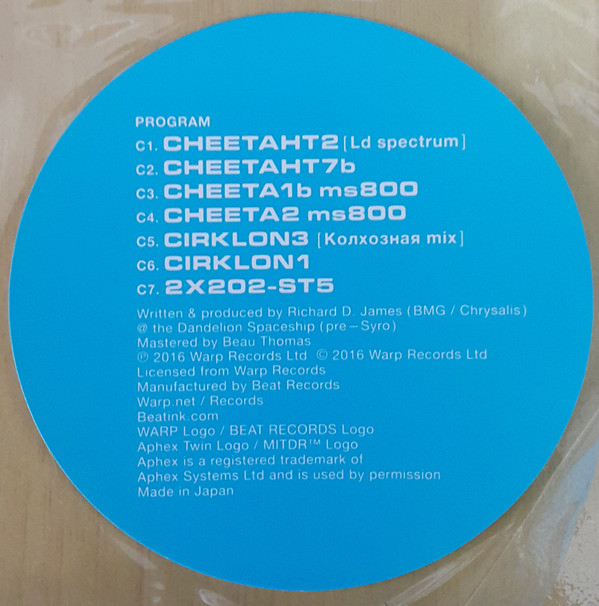 PROGRAM
C1. CHEETAHT2 [Ld spectrum]
C2. CHEETAHT7b
C3. CHEETA1b ms800
C4. CHEETA2 ms800
C5. CIRKLON3 [Колхозная mix]
C6. CIRKLON1
C7. 2X202-ST5
Written & produced by Richard D. James (BMG / Chrysalis)
@ the Dandelion Spaceship (pre–Syro)
Mastered by Beau Thomas
℗ 2016 Warp Records Ltd © 2016 Warp Records Ltd
Licensed from Warp Records
Manufactured by Beat Records
Warp.net / Records
Beatink.com
WARP Logo / BEAT RECORDS Logo
Aphex Twin Logo / MITDR™ Logo
Aphex is a registered trademark of
Aphex Systems Ltd and is used by permission
Made in Japan